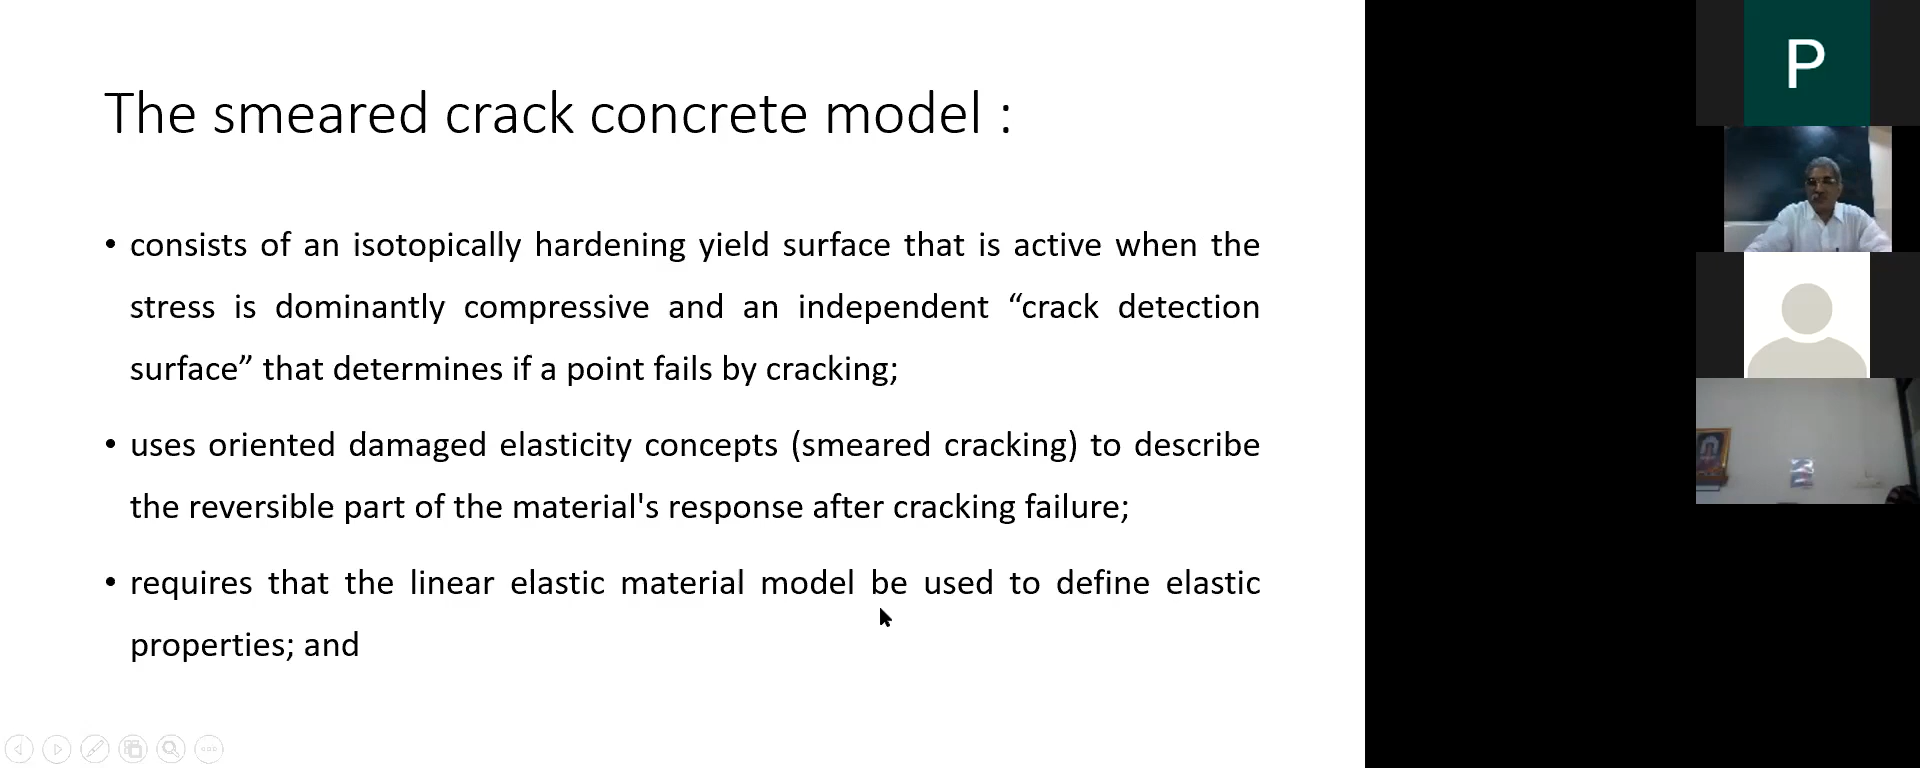 The smeared crack concrete model :
• consists of an isotopically hardening yield surface that is active when the
stress is dominantly compressive and an independent “crack detection
surface” that determines if a point fails by cracking;
• uses oriented damaged elasticity concepts (smeared cracking) to describe
the reversible part of the material's response after cracking failure;
• requires that the linear elastic material model be used to define elastic
properties; and
P